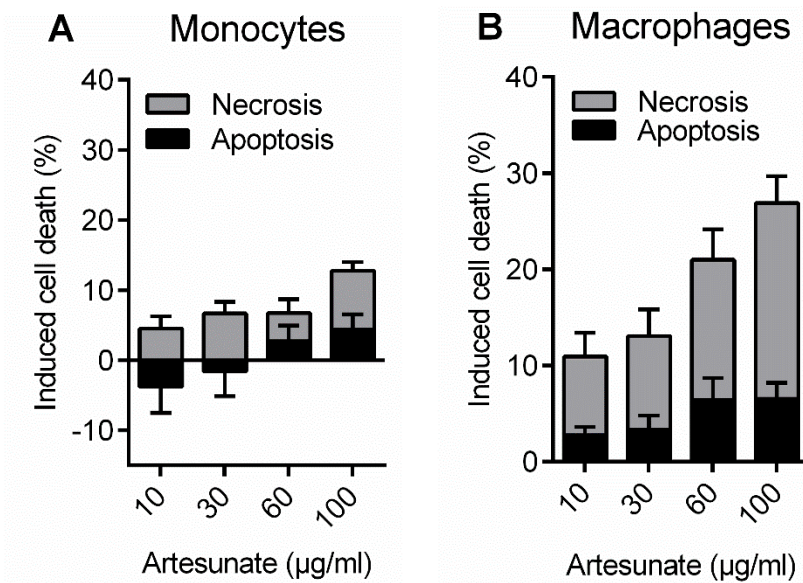 A Monocytes
Induced cell death (%)
40
30
20
10
0
-10
Necrosis
Apoptosis
10 30 60 100
Artesunate (µg/ml)
B Macrophages
Induced cell death (%)
40
30
20
10
0
Necrosis
Apoptosis
10 30 60 100
Artesunate (µg/ml)